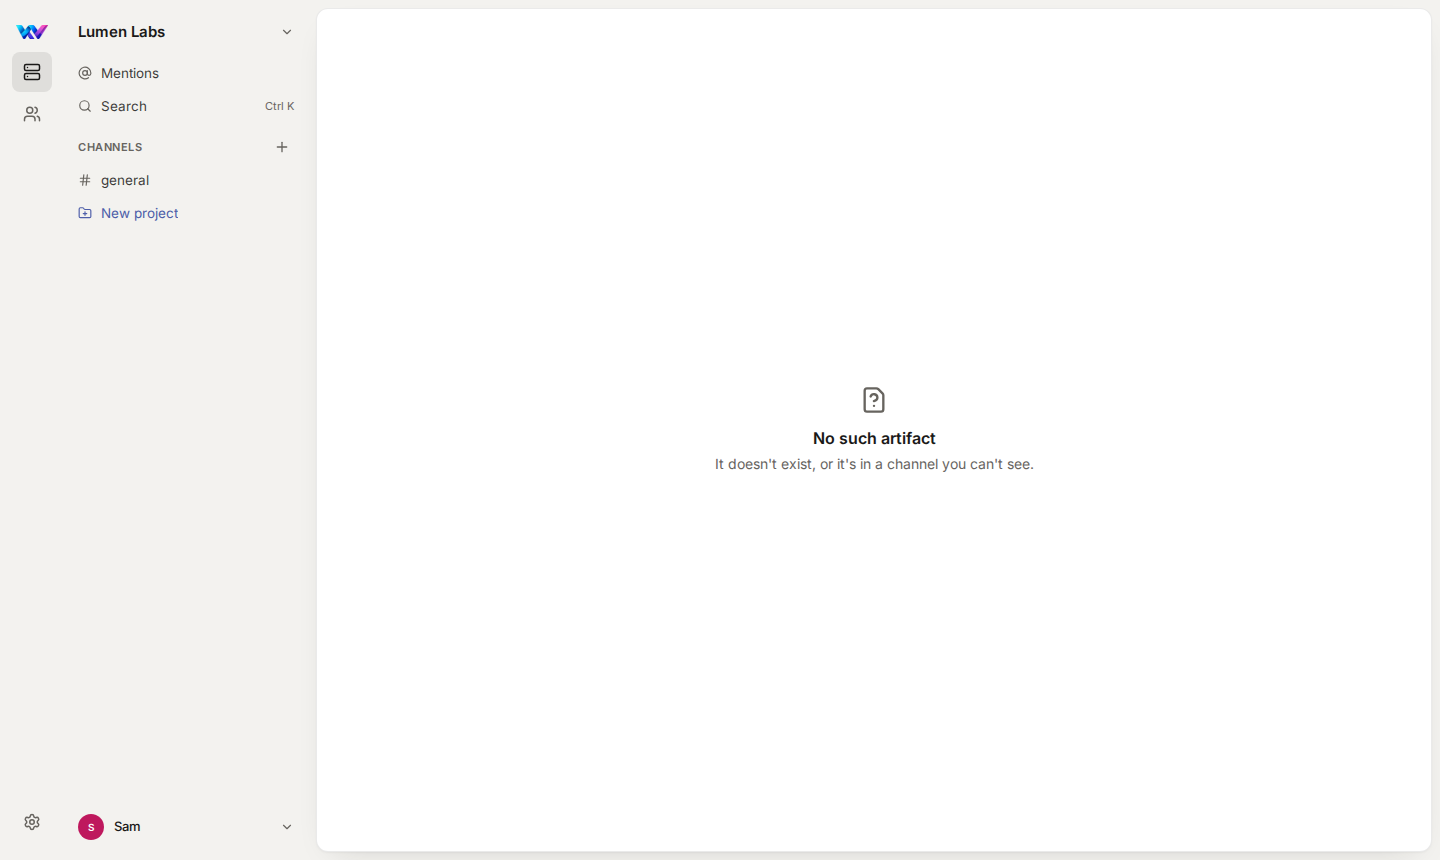 Lumen Labs
Mentions
Search Ctrl K
CHANNELS
general
New project
No such artifact
It doesn't exist, or it's in a channel you can't see.
S Sam